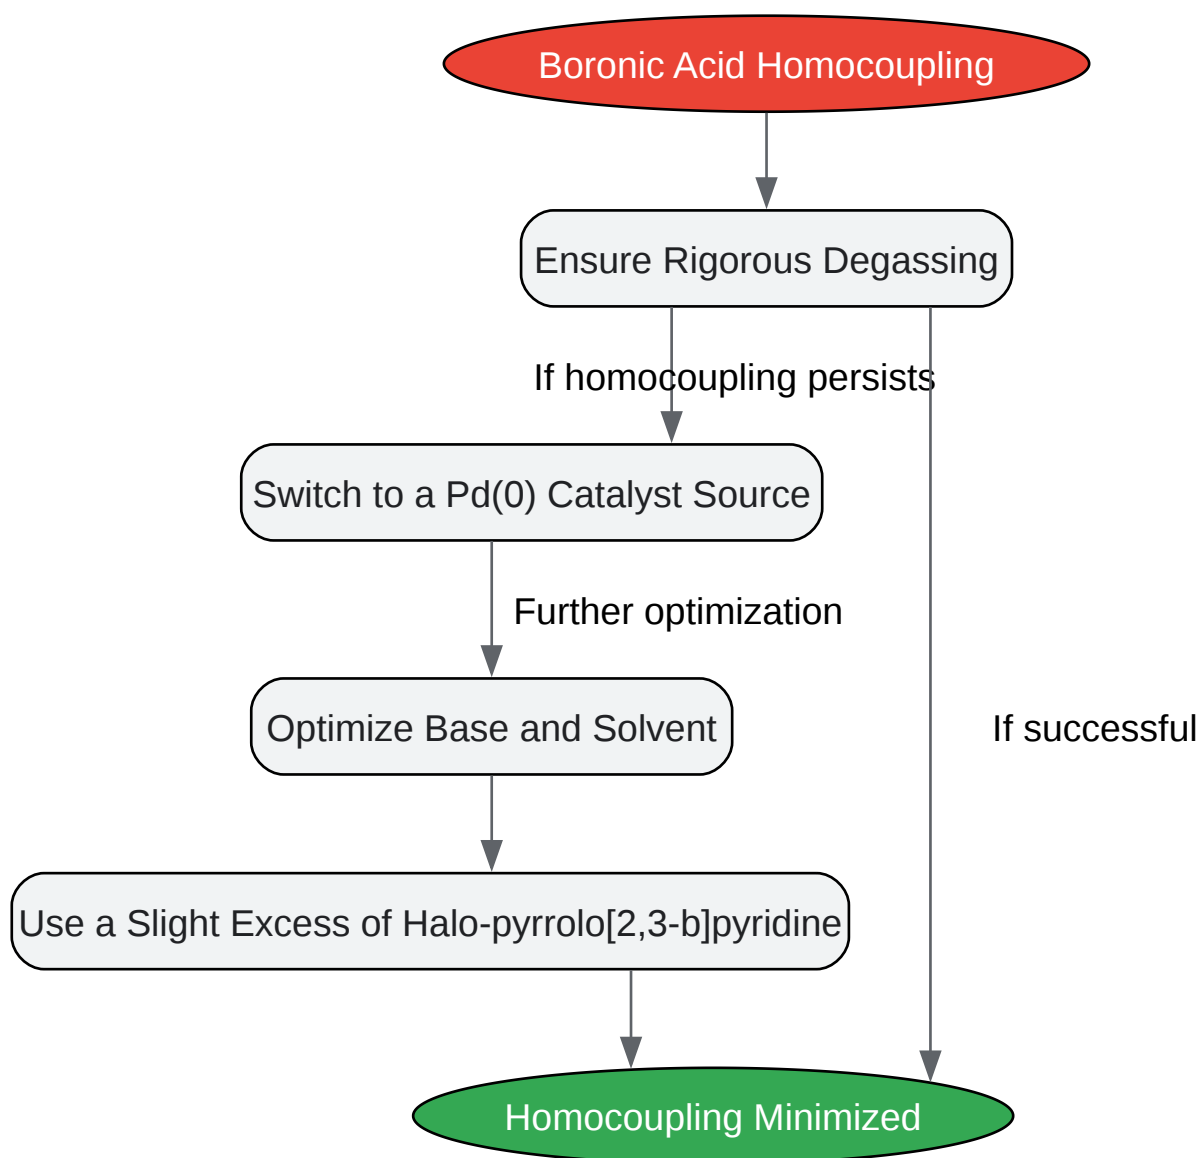 Boronic Acid Homocoupling
Ensure Rigorous Degassing
If homocoupling persists
Switch to a Pd(0) Catalyst Source
Further optimization
Optimize Base and Solvent
If successful
Use a Slight Excess of Halo-pyrrolo[2,3-b]pyridine
Homocoupling Minimized